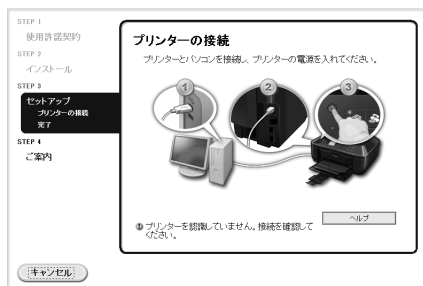 STEP 1
使用許諾契約
STEP 2
インストール
STEP 3
セットアップ
プリンターの接続
完了
STEP 4
ご案内
プリンターの接続
プリンターとパソコンを接続し、プリンターの電源を入れてください。
1
2
3
プリンターを認識していません。接続を確認して
ください。
ヘルプ
キャンセル